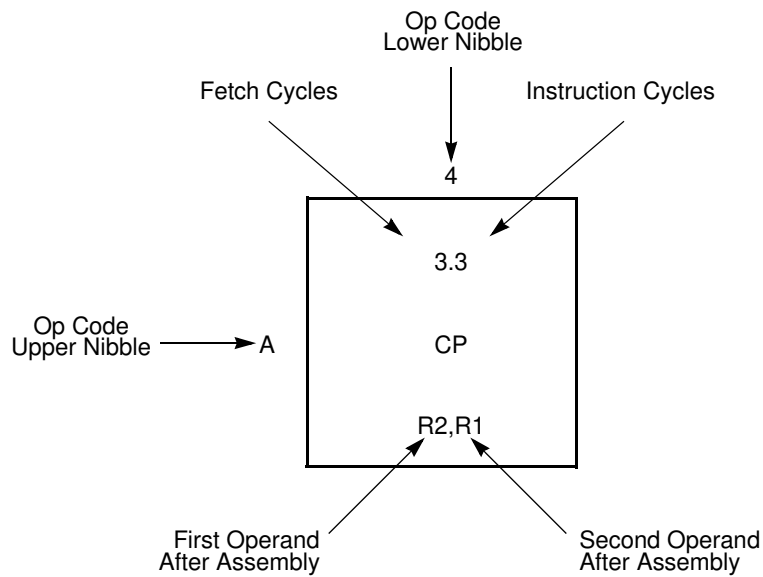 Op Code
Lower Nibble
Fetch Cycles
Instruction Cycles
4
3.3
Op Code
Upper Nibble
A
CP
R2,R1
First Operand
After Assembly
Second Operand
After Assembly